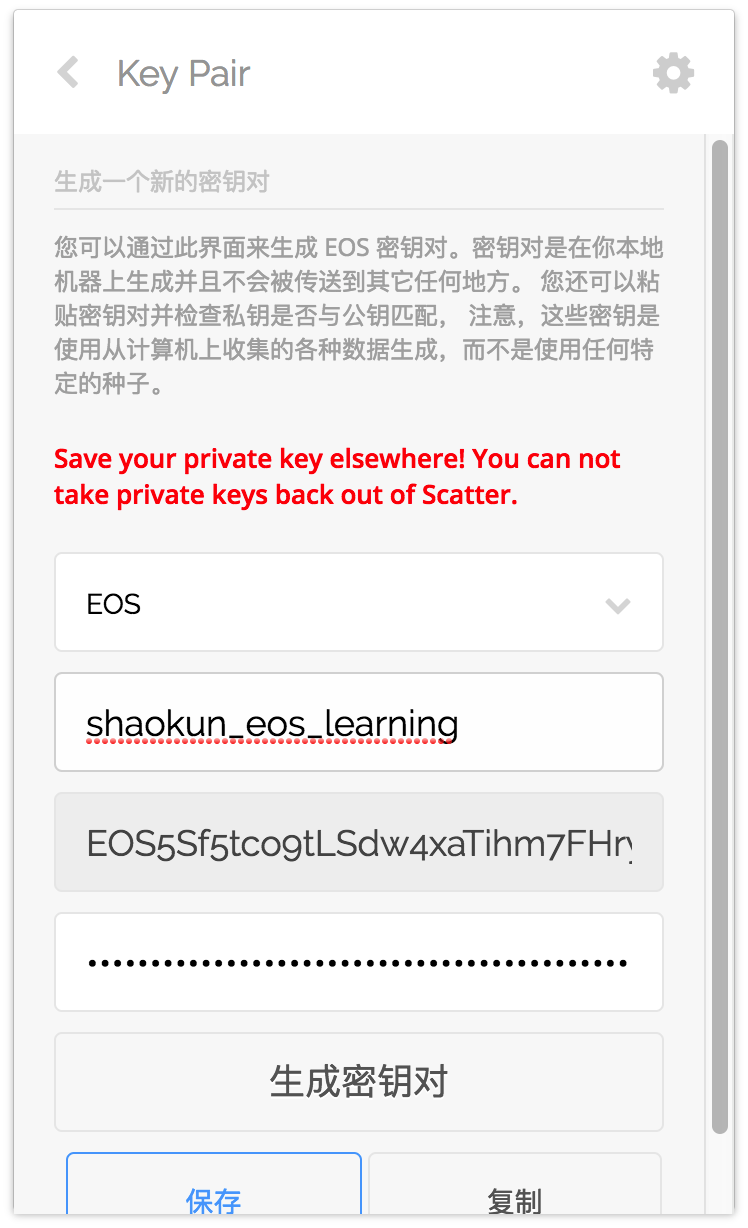 Key Pair
生成一个新的密钥对
您可以通过此界面来生成 EOS 密钥对。密钥对是在你本地
机器上生成并且不会被传送到其它任何地方。 您还可以粘
贴密钥对并检查私钥是否与公钥匹配， 注意，这些密钥是
使用从计算机上收集的各种数据生成，而不是使用任何特
定的种子。
Save your private key elsewhere! You can not
take private keys back out of Scatter.
EOS
shaokun_eos_learning
EOS5Sf5tco9tLSdw4xaTihm7FHry
••••••••••••••••••••••••••••••••••••••••••••
生成密钥对
保存
复制